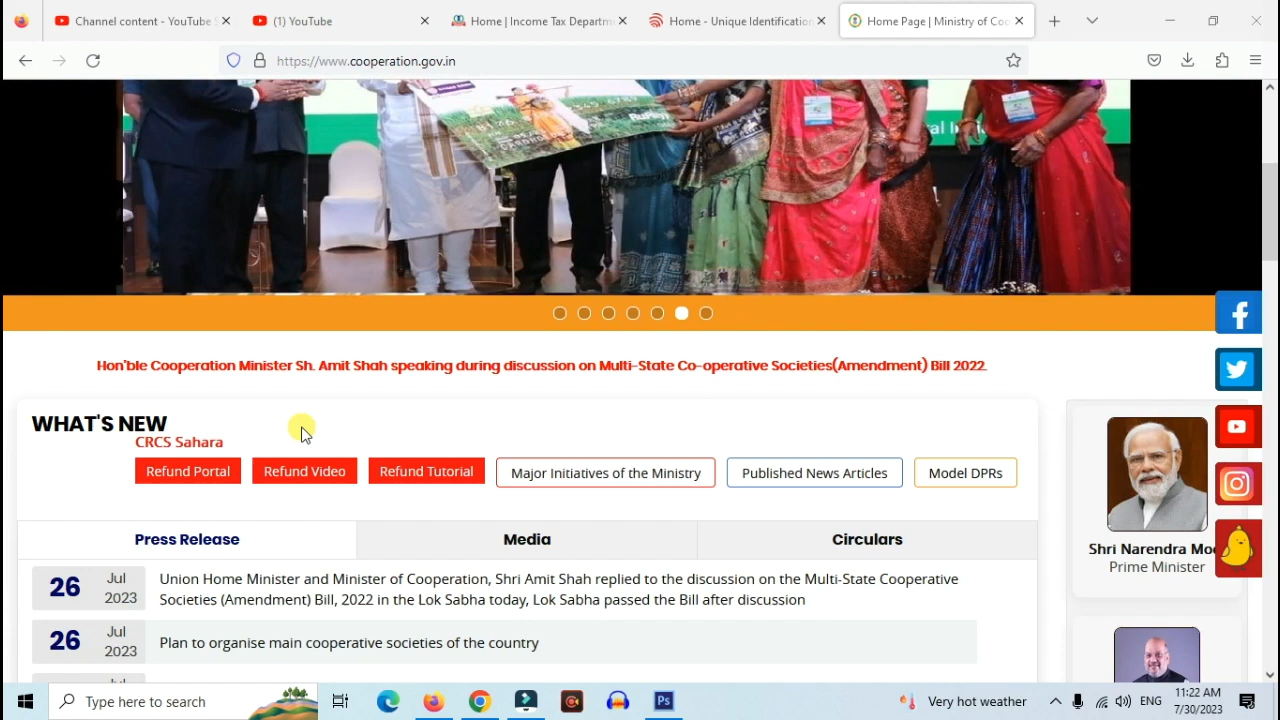 Channel content - YouTube S
(1) YouTube
Home | Income Tax Departm
Home - Unique Identification
Home Page | Ministry of Coo
https://www.cooperation.gov.in
RuPay
ral In
Hon'ble Cooperation Minister Sh. Amit Shah speaking during discussion on Multi-State Co-operative Societies(Amendment) Bill 2022.
WHAT'S NEW
CRCS Sahara
Refund Portal
Refund Video
Refund Tutorial
Major Initiatives of the Ministry
Published News Articles
Model DPRs
Press Release
Media
Circulars
26 Jul 2023
Union Home Minister and Minister of Cooperation, Shri Amit Shah replied to the discussion on the Multi-State Cooperative
Societies (Amendment) Bill, 2022 in the Lok Sabha today, Lok Sabha passed the Bill after discussion
26 Jul 2023
Plan to organise main cooperative societies of the country
Shri Narendra Mo
Prime Minister
Type here to search
Ps
Very hot weather
ENG
11:22 AM
7/30/2023